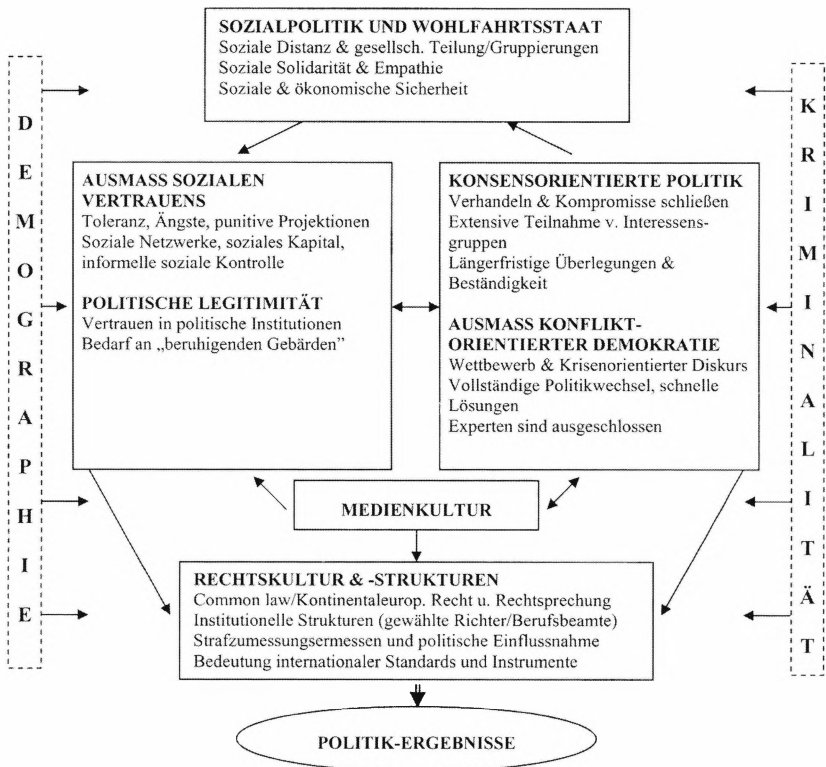 SOZIALPOLITIK UND WOHLFAHRTSSTAAT
Soziale Distanz & gesellsch. Teilung/Gruppierungen
Soziale Solidarität & Empathie
Soziale & ökonomische Sicherheit
DEMOGRAPHIE
AUSMASS SOZIALEN
VERTRAUENS
Toleranz, Ängste, punitive Projektionen
Soziale Netzwerke, soziales Kapital,
informelle soziale Kontrolle
POLITISCHE LEGITIMITÄT
Vertrauen in politische Institutionen
Bedarf an „beruhigenden Gebärden”
KONSENSORIENTIERTE POLITIK
Verhandeln & Kompromisse schließen
Extensive Teilnahme v. Interessens-
gruppen
Längerfristige Überlegungen &
Beständigkeit
AUSMASS KONFLIKT-
ORIENTIERTER DEMOKRATIE
Wettbewerb & Krisenorientierter Diskurs
Vollständige Politikwechsel, schnelle
Lösungen
Experten sind ausgeschlossen
KRIMINALITÄT
MEDIENKULTUR
RECHTSKULTUR & -STRUKTUREN
Common law/Kontinentaleurop. Recht u. Rechtsprechung
Institutionelle Strukturen (gewählte Richter/Berufsbeamte)
Strafzumessungsermessen und politische Einflussnahme
Bedeutung internationaler Standards und Instrumente
POLITIK-ERGEBNISSE